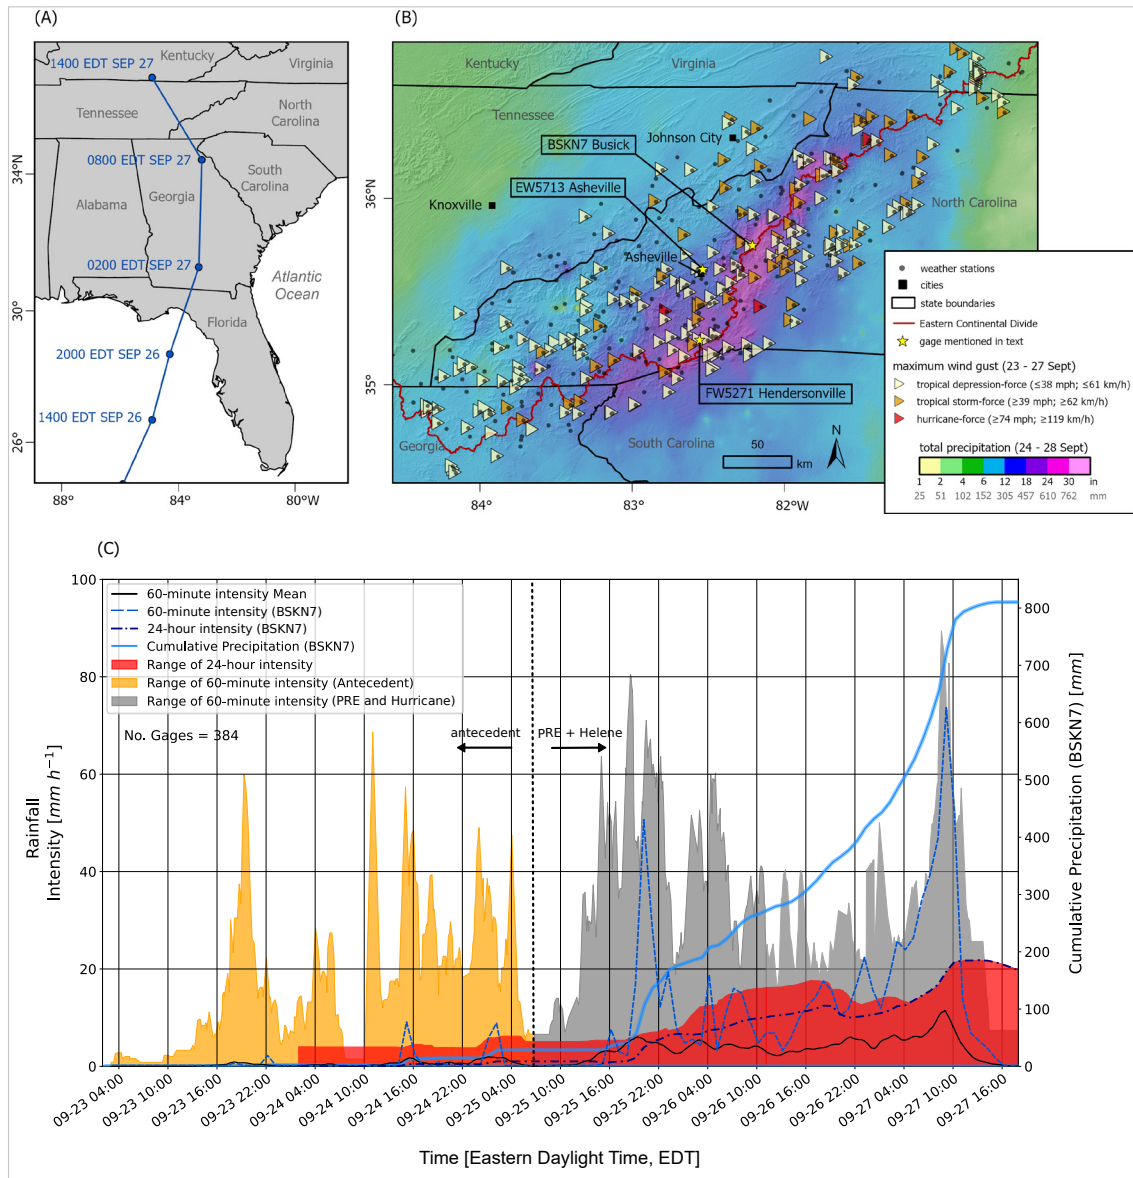 (A)
1400 EDT SEP 27
Kentucky
Virginia
Tennessee
North
Carolina
0800 EDT SEP 27
South
Carolina
Georgia
Alabama
0200 EDT SEP 27
Atlantic
Ocean
Florida
2000 EDT SEP 26
1400 EDT SEP 26
34°N
30°
26°
88°
84°
80°W
(B)
Kentucky
Virginia
Tennessee
Johnson City
BSKN7 Busick
EW5713 Asheville
Knoxville
North Carolina
Asheville
FW5271 Hendersonville
Georgia
South Carolina
50
km
N
36°N
35°
84°
83°
82°W
weather stations
cities
state boundaries
Eastern Continental Divide
gage mentioned in text
maximum wind gust (23 - 27 Sept)
tropical depression-force (≤38 mph; ≤61 km/h)
tropical storm-force (≥39 mph; ≥62 km/h)
hurricane-force (≥74 mph; ≥119 km/h)
total precipitation (24 - 28 Sept)
1 2 4 6 12 18 24 30 in
25 51 102 152 305 457 610 762 mm
(C)
60-minute intensity Mean
60-minute intensity (BSKN7)
24-hour intensity (BSKN7)
Cumulative Precipitation (BSKN7)
Range of 24-hour intensity
Range of 60-minute intensity (Antecedent)
Range of 60-minute intensity (PRE and Hurricane)
No. Gages = 384
antecedent
PRE + Helene
Rainfall
Intensity [mm h⁻¹]
100
80
60
40
20
0
Cumulative Precipitation (BSKN7) [mm]
800
700
600
500
400
300
200
100
0
09-23 04:00
09-23 10:00
09-23 16:00
09-23 22:00
09-24 04:00
09-24 10:00
09-24 16:00
09-24 22:00
09-25 04:00
09-25 10:00
09-25 16:00
09-25 22:00
09-26 04:00
09-26 10:00
09-26 16:00
09-26 22:00
09-27 04:00
09-27 10:00
09-27 16:00
Time [Eastern Daylight Time, EDT]